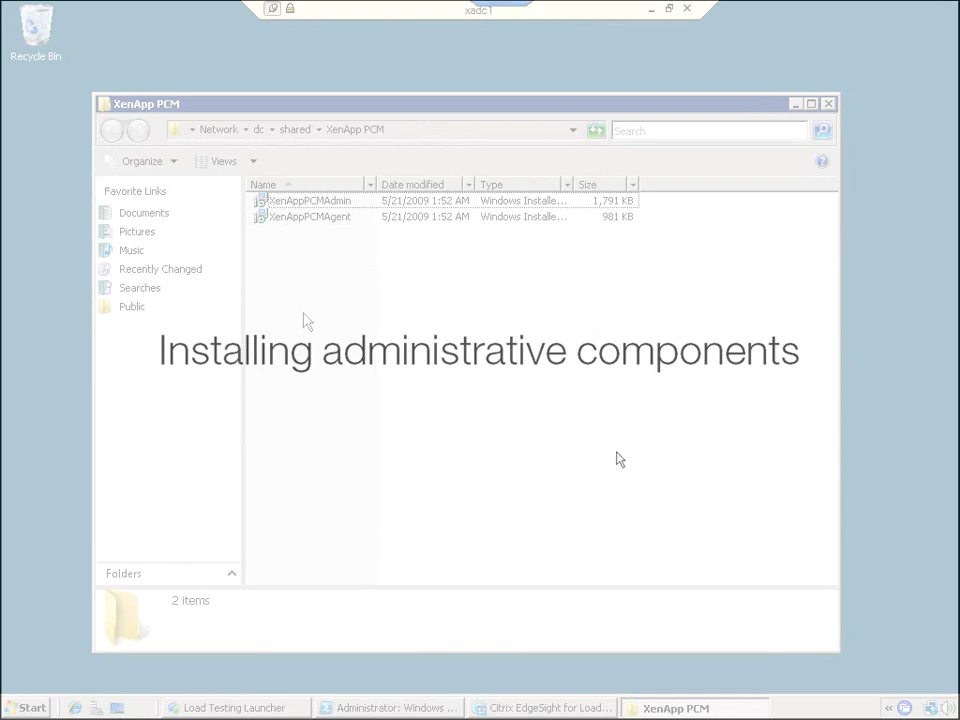 xadc1
Recycle Bin
XenApp PCM
Network dc shared XenApp PCM
Search
Organize Views
Favorite Links
Documents
Pictures
Music
Recently Changed
Searches
Public
Folders
Name Date modified Type Size
XenAppPCMAdmin 5/21/2009 1:52 AM Windows Installe... 1,791 KB
XenAppPCMAgent 5/21/2009 1:52 AM Windows Installe... 981 KB
Installing administrative components
2 items
Start Load Testing Launcher Administrator: Windows ... Citrix EdgeSight for Load... XenApp PCM